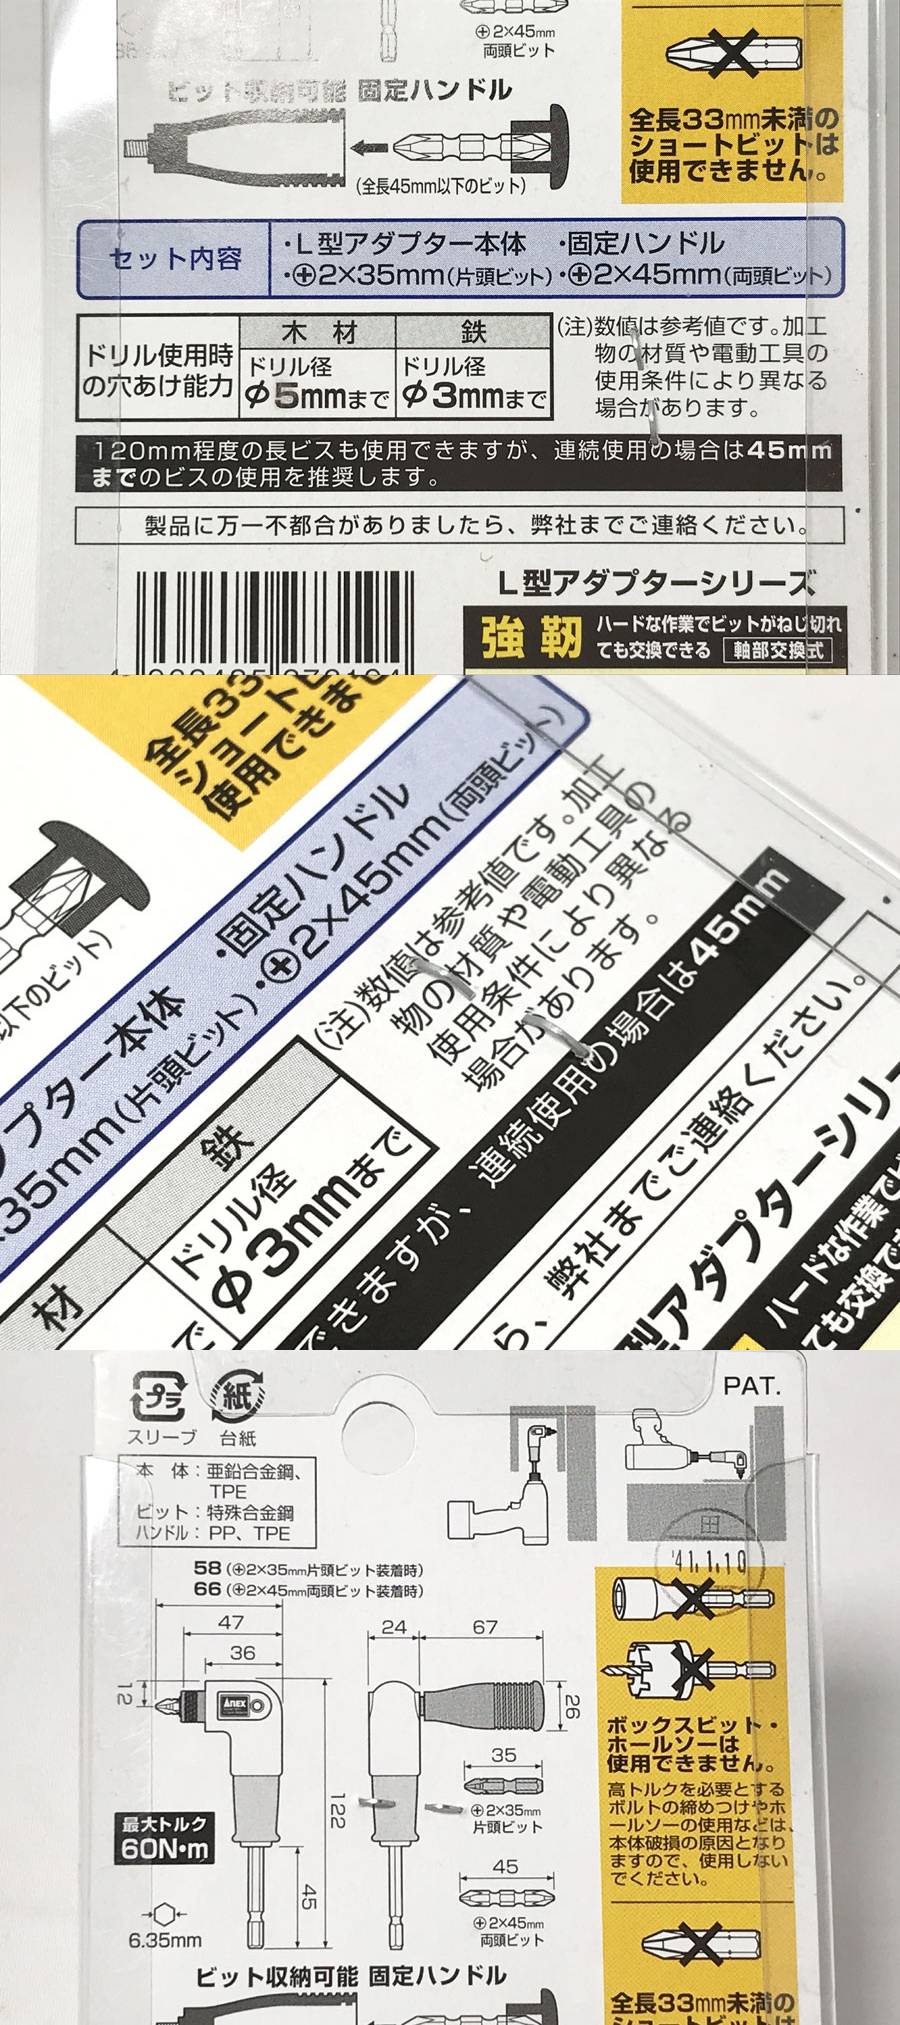 ⊕2×45mm
両頭ビット
ビット収納可能 固定ハンドル
(全長45mm以下のビット)
全長33mm未満の
ショートビットは
使用できません。
セット内容
・L型アダプター本体 ・固定ハンドル
・⊕2×35mm(片頭ビット)・⊕2×45mm(両頭ビット)
ドリル使用時
の穴あけ能力
木 材
鉄
ドリル径
φ5mmまで
ドリル径
φ3mmまで
(注)数値は参考値です。加工
物の材質や電動工具の
使用条件により異なる
場合があります。
120mm程度の長ビスも使用できますが、連続使用の場合は45mm
までのビスの使用を推奨します。
製品に万一不都合がありましたら、弊社までご連絡ください。
L型アダプターシリーズ
強靭
ハードな作業でビットがねじ切れ
ても交換できる 軸部交換式
全長33
ショートビ
使用できませ
以下のビット)
・固定ハンドル
プター本体
35mm(片頭ビット)・⊕2×45mm(両頭ビット)
(注)数値は参考値です。加工
物の材質や電動工具の
使用条件により異なる
場合があります。
材
鉄
ドリル径
φ3mmまで
で
できますが、連続使用の場合は45mm
ら、弊社までご連絡ください。
型アダプターシリー
ハードな作業で
ても交換で
プラ
スリーブ
紙
台紙
PAT.
本 体:亜鉛合金鋼、
TPE
ビット:特殊合金鋼
ハンドル:PP、TPE
田
'41.1.10
58(⊕2×35mm片頭ビット装着時)
66(⊕2×45mm両頭ビット装着時)
47
36
24
67
12
ANEX
26
122
45
35
⊕2×35mm
片頭ビット
45
⊕2×45mm
両頭ビット
最大トルク
60N・m
6.35mm
ボックスビット・
ホールソーは
使用できません。
高トルクを必要とする
ボルトの締めつけやホ
ールソーの使用などは、
本体破損の原因となり
ますので、使用しない
でください。
ビット収納可能 固定ハンドル
全長33mm未満の
ショートビットは